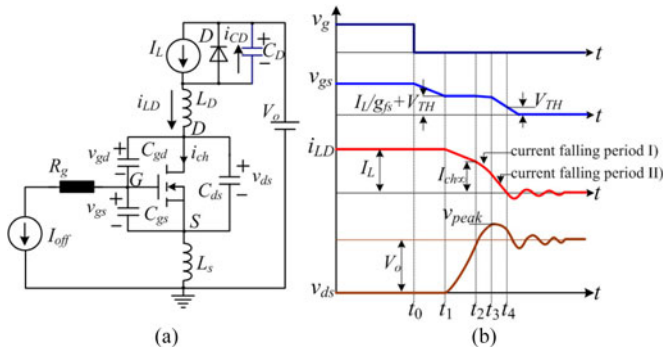 D
i_CD
+
I_L
C_D
−
i_LD
L_D
V_o
D
+
i_ch
+
v_gd
C_gd
R_g
−
G
C_ds
v_ds
+
v_gs
C_gs
−
−
S
I_off
L_s
(a)
v_g
t
v_gs
I_L/g_fs+V_TH
V_TH
t
i_LD
current falling period I)
I_L
I_chx
current falling period II)
t
v_peak
V_o
v_ds
t_0
t_1
t_2
t_3
t_4
t
(b)